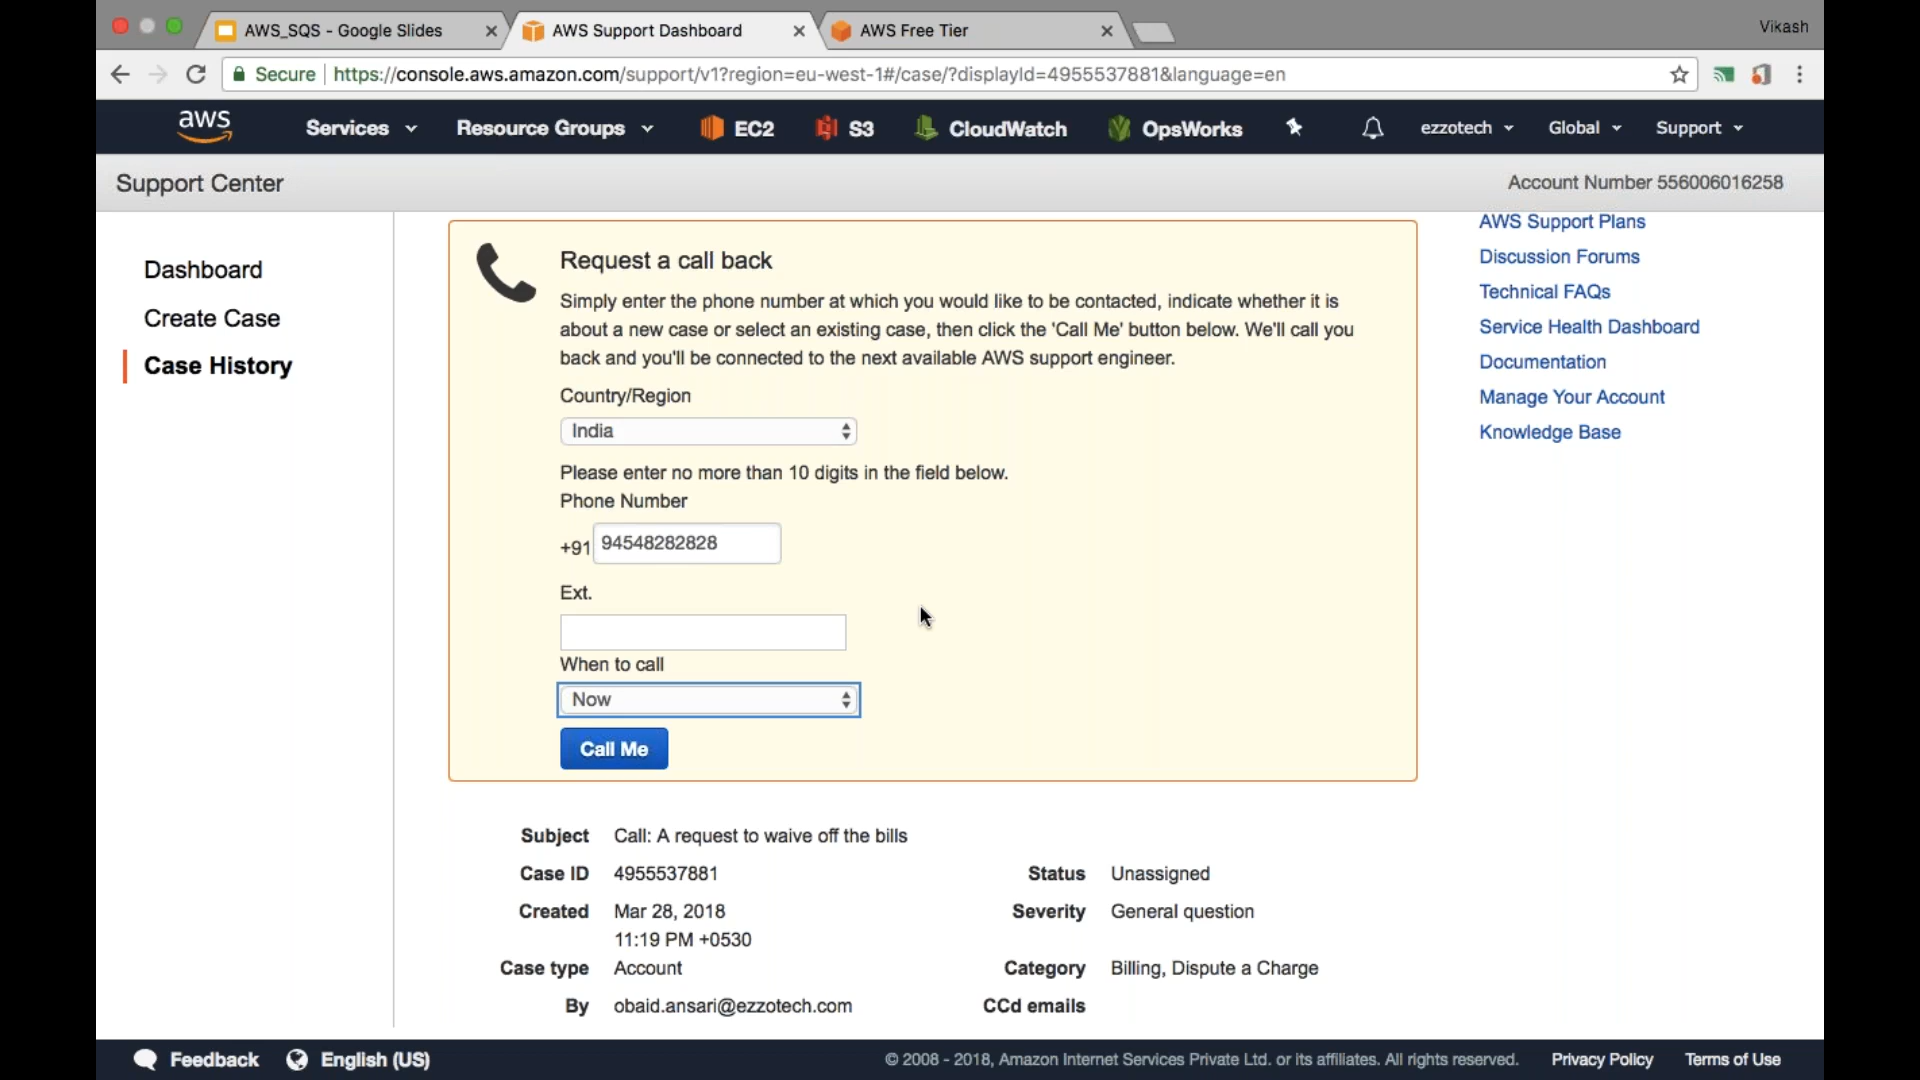 AWS_SQS - Google Slides
AWS Support Dashboard
AWS Free Tier
Vikash
Secure
https://console.aws.amazon.com/support/v1?region=eu-west-1#/case/?displayId=4955537881&language=en
aws
Services
Resource Groups
EC2
S3
CloudWatch
OpsWorks
ezzotech
Global
Support
Support Center
Account Number 556006016258
Dashboard
Create Case
Case History
Request a call back
Simply enter the phone number at which you would like to be contacted, indicate whether it is
about a new case or select an existing case, then click the 'Call Me' button below. We'll call you
back and you'll be connected to the next available AWS support engineer.
Country/Region
India
Please enter no more than 10 digits in the field below.
Phone Number
+91 94548282828
Ext.
When to call
Now
Call Me
AWS Support Plans
Discussion Forums
Technical FAQs
Service Health Dashboard
Documentation
Manage Your Account
Knowledge Base
Subject Call: A request to waive off the bills
Case ID 4955537881
Status Unassigned
Created Mar 28, 2018
11:19 PM +0530
Severity General question
Case type Account
Category Billing, Dispute a Charge
By obaid.ansari@ezzotech.com
CCd emails
Feedback
English (US)
© 2008 - 2018, Amazon Internet Services Private Ltd. or its affiliates. All rights reserved.
Privacy Policy
Terms of Use